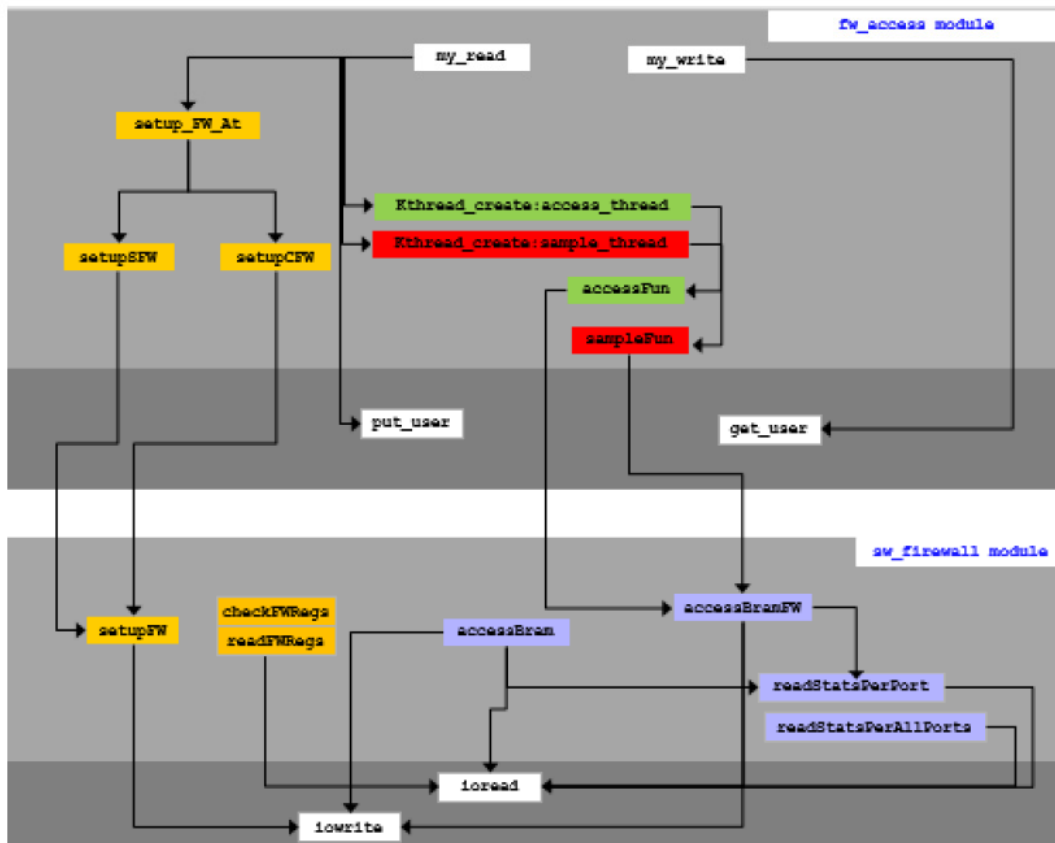 fw_access module
my_read
my_write
setup_FW_At
Kthread_create:access_thread
Kthread_create:sample_thread
setupSFW
setupCFW
accessFun
sampleFun
put_user
get_user
sw_firewall module
checkFWRegs
accessBramFW
setupFW
readFWRegs
accessBram
readStatsPerPort
readStatsPerAllPorts
ioread
iowrite